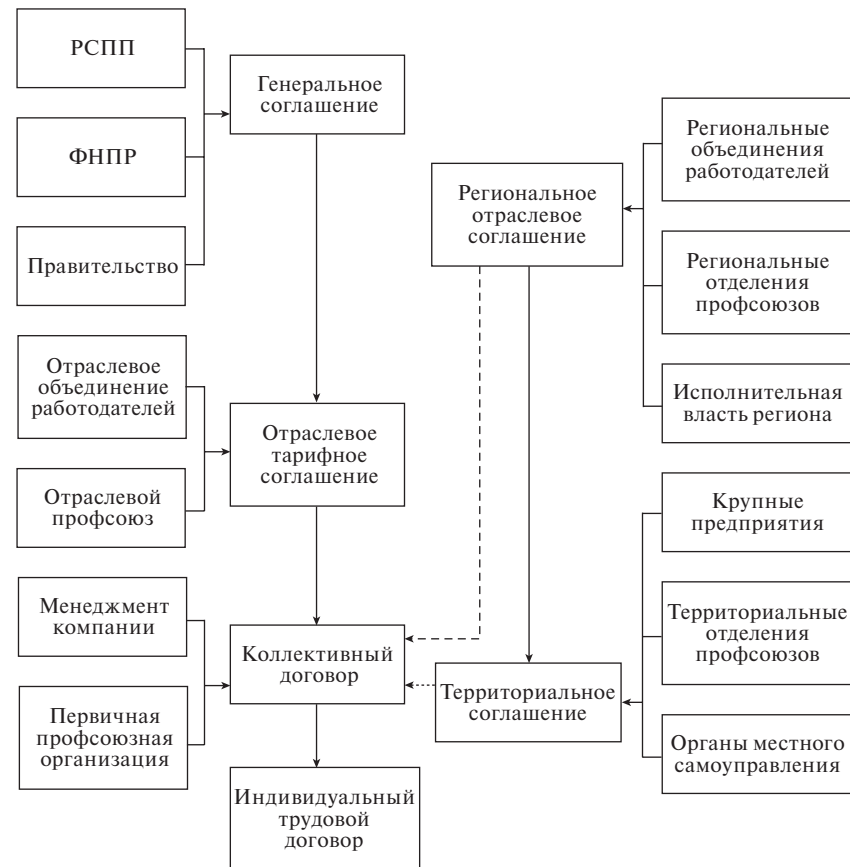 РСПП
ФНПР
Правительство
Генеральное
соглашение
Отраслевое
объединение
работодателей
Отраслевой
профсоюз
Отраслевое
тарифное
соглашение
Менеджмент
компании
Первичная
профсоюзная
организация
Коллективный
договор
Индивидуальный
трудовой
договор
Региональное
отраслевое
соглашение
Территориальное
соглашение
Региональные
объединения
работодателей
Региональные
отделения
профсоюзов
Исполнительная
власть региона
Крупные
предприятия
Территориальные
отделения
профсоюзов
Органы местного
самоуправления